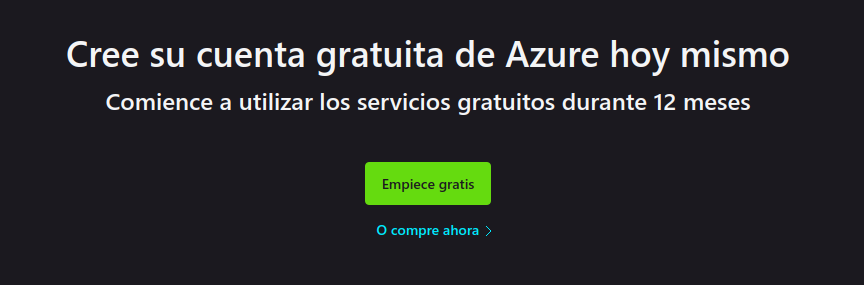 Cree su cuenta gratuita de Azure hoy mismo
Comience a utilizar los servicios gratuitos durante 12 meses
Empiece gratis
O compre ahora